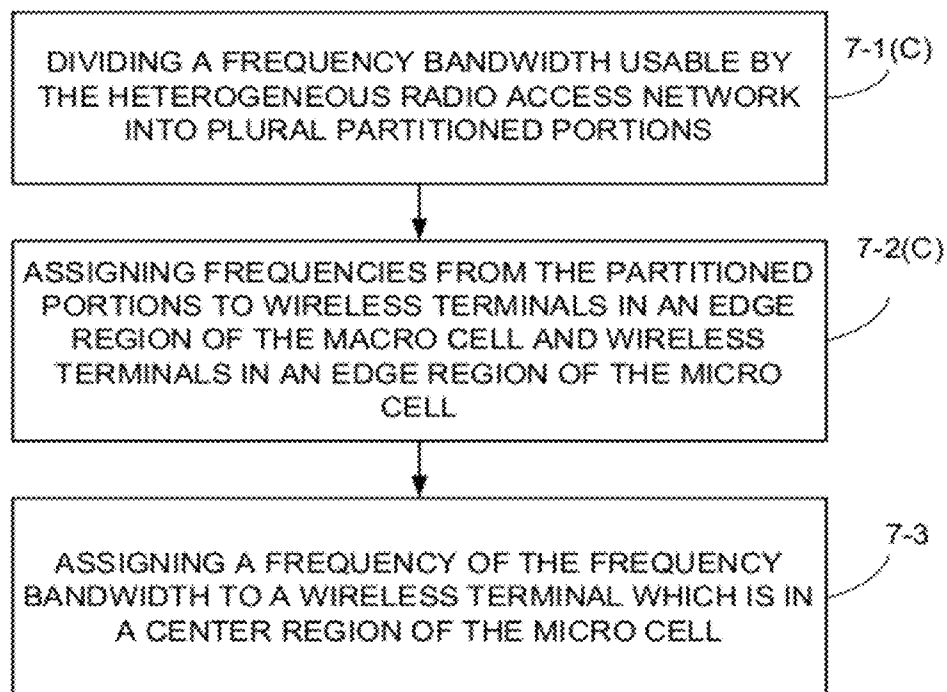 DIVIDING A FREQUENCY BANDWIDTH USABLE BY
THE HETEROGENEOUS RADIO ACCESS NETWORK
INTO PLURAL PARTITIONED PORTIONS
7-1(C)
ASSIGNING FREQUENCIES FROM THE PARTITIONED
PORTIONS TO WIRELESS TERMINALS IN AN EDGE
REGION OF THE MACRO CELL AND WIRELESS
TERMINALS IN AN EDGE REGION OF THE MICRO
CELL
7-2(C)
ASSIGNING A FREQUENCY OF THE FREQUENCY
BANDWIDTH TO A WIRELESS TERMINAL WHICH IS IN
A CENTER REGION OF THE MICRO CELL
7-3